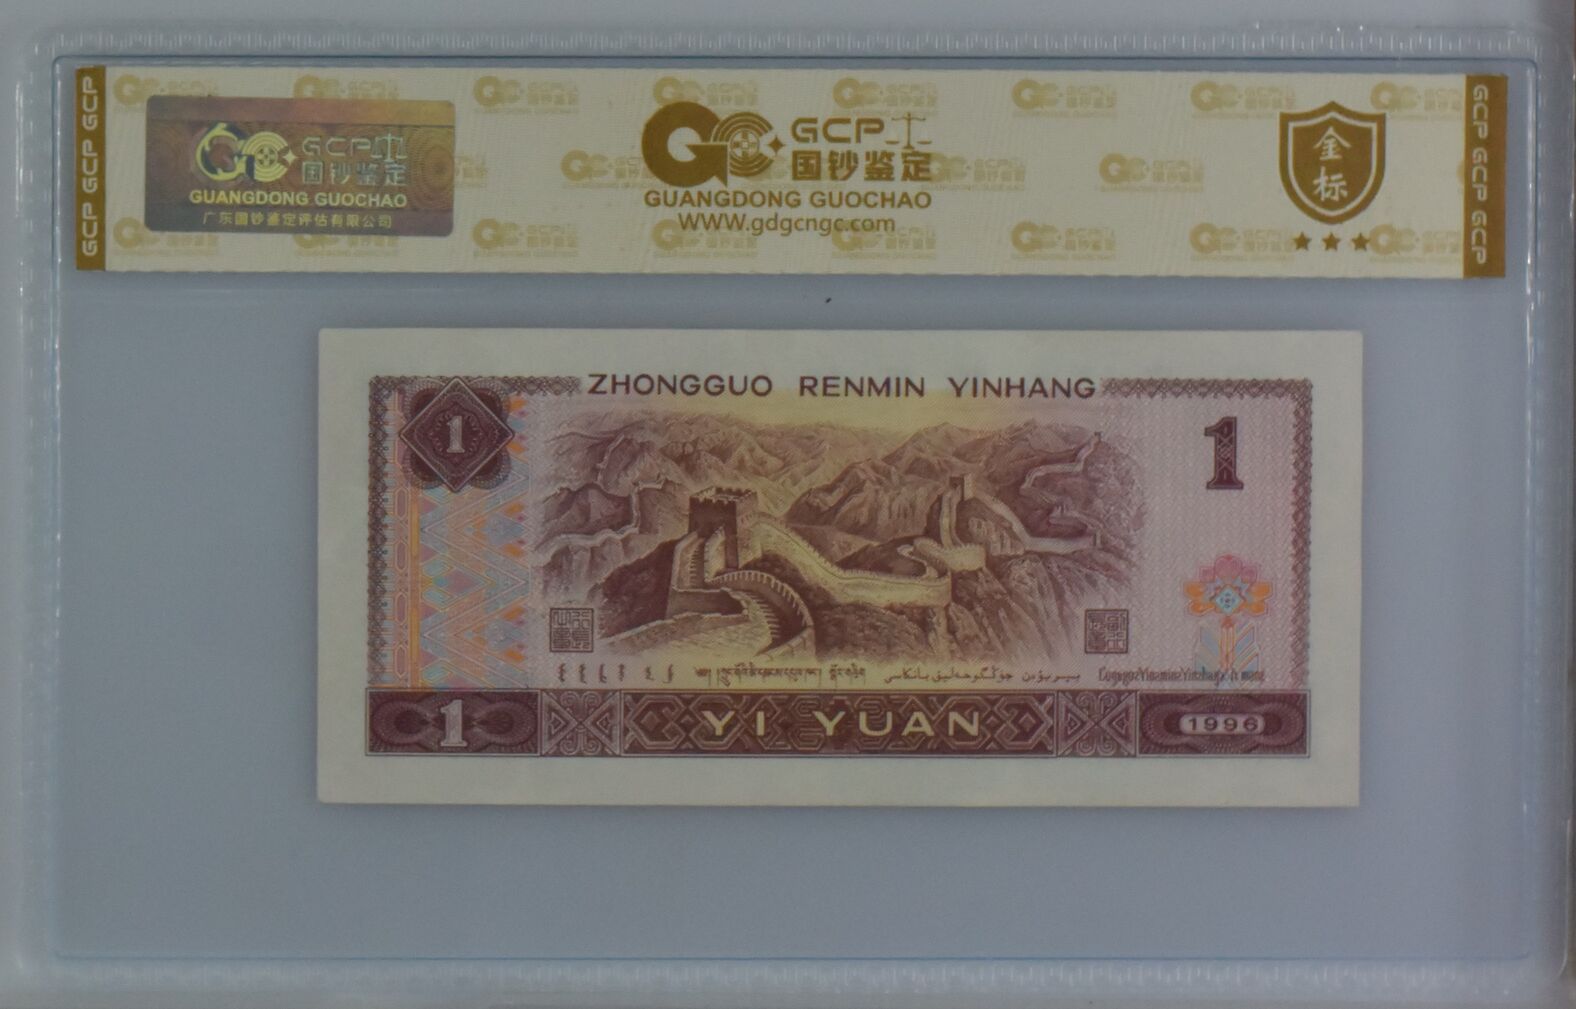 GCP GCP GCP
GCP
国钞鉴定
GUANGDONG GUOCHAO
广东国钞鉴定评估有限公司
GCP
国钞鉴定
GUANGDONG GUOCHAO
WWW.gdgcngc.com
金标
GCP GCP GCP
ZHONGGUO RENMIN YINHANG
1
1
1 YI YUAN 1996